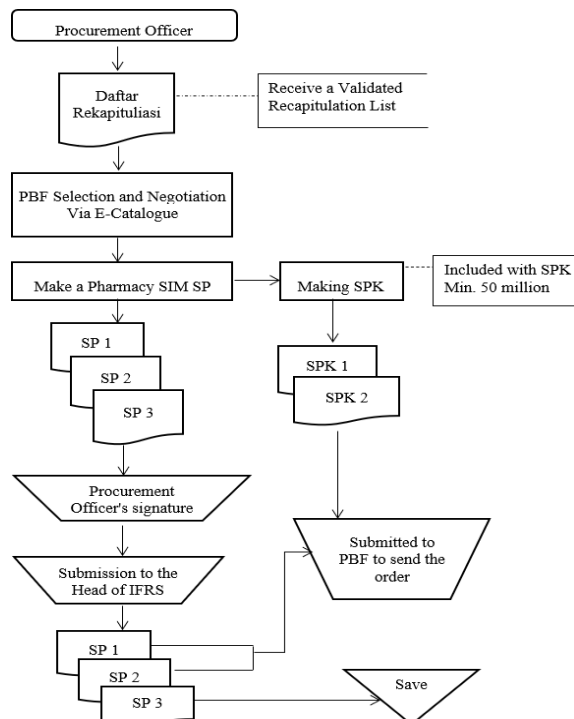 Procurement Officer
Daftar
Rekapituliasi
Receive a Validated
Recapitulation List
PBF Selection and Negotiation
Via E-Catalogue
Make a Pharmacy SIM SP
Making SPK
Included with SPK
Min. 50 million
SP 1
SP 2
SP 3
SPK 1
SPK 2
Procurement
Officer's signature
Submitted to
PBF to send the
order
Submission to the
Head of IFRS
SP 1
SP 2
SP 3
Save